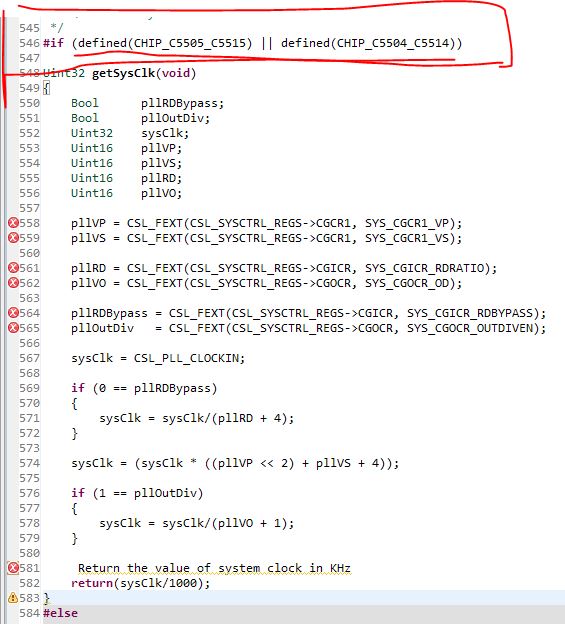 545 */
546 #if (defined(CHIP_C5505_C5515) || defined(CHIP_C5504_C5514))
547
548 Uint32 getSysClk(void)
549 {
550 Bool pllRDBypass;
551 Bool pllOutDiv;
552 Uint32 sysClk;
553 Uint16 pllVP;
554 Uint16 pllVS;
555 Uint16 pllRD;
556 Uint16 pllVO;
557
558 pllVP = CSL_FEXT(CSL_SYSCTRL_REGS->CGCR1, SYS_CGCR1_VP);
559 pllVS = CSL_FEXT(CSL_SYSCTRL_REGS->CGCR1, SYS_CGCR1_VS);
560
561 pllRD = CSL_FEXT(CSL_SYSCTRL_REGS->CGICR, SYS_CGICR_RDRATIO);
562 pllVO = CSL_FEXT(CSL_SYSCTRL_REGS->CGOCR, SYS_CGOCR_OD);
563
564 pllRDBypass = CSL_FEXT(CSL_SYSCTRL_REGS->CGICR, SYS_CGICR_RDBYPASS);
565 pllOutDiv = CSL_FEXT(CSL_SYSCTRL_REGS->CGOCR, SYS_CGOCR_OUTDIVEN);
566
567 sysClk = CSL_PLL_CLOCKIN;
568
569 if (0 == pllRDBypass)
570 {
571 sysClk = sysClk/(pllRD + 4);
572 }
573
574 sysClk = (sysClk * ((pllVP << 2) + pllVS + 4));
575
576 if (1 == pllOutDiv)
577 {
578 sysClk = sysClk/(pllVO + 1);
579 }
580
581 Return the value of system clock in KHz
582 return(sysClk/1000);
583 }
584 #else